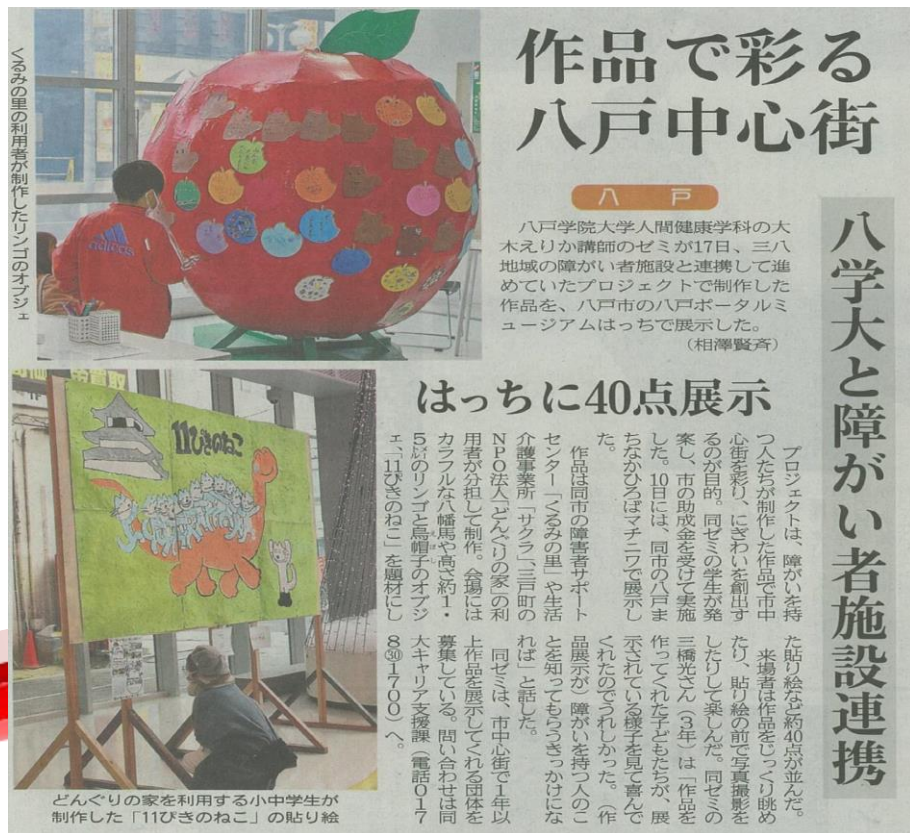 作品で彩る
八戸中心街
八学大と障がい者施設連携
八戸
八戸学院大学人間健康学科の大
木えりか講師のゼミが17日、三八
地域の障がい者施設と連携して進
めていたプロジェクトで制作した
作品を、八戸市の八戸ポータルミ
ュージアムはっちで展示した。
(相澤賢斉)
はっちに40点展示
プロジェクトは、障がいを持
つ人たちが制作した作品で市中
心街を彩り、にぎわいを創出す
るのが目的。同ゼミの学生が発
案し、市の助成金を受けて実施
した。10日には、同市の八戸ま
ちなかひろばマチニワで展示し
た。
作品は同市の障害者サポート
センター「くるみの里」や生活
介護事業所「サクラ」、三戸町の
NPO法人「どんぐりの家」の利
用者が分担して制作。会場には
カラフルな八幡馬や高さ約1・
5㍍のリンゴと烏帽子のオブジ
ェ、「11ぴきのねこ」を題材にし
た貼り絵など約40点が並んだ。
来場者は作品をじっくり眺め
たり、貼り絵の前で写真撮影を
したりして楽しんだ。同ゼミの
三橋光さん(3年)は「作品を
作ってくれた子どもたちが、展
示されている様子を見て喜んで
くれたのでうれしかった。(作
品展示が)障がいを持つ人のこ
とを知ってもらうきっかけにな
れば」と話した。
同ゼミは、市中心街で1年以
上作品を展示してくれる団体を
募集している。問い合わせは同
大キャリア支援課(電話017
8㉚1700)へ。
くるみの里の利用者が制作したリンゴのオブジェ
adidas
11ぴきのねこ
どんぐりの家を利用する小中学生が
制作した「11ぴきのねこ」の貼り絵